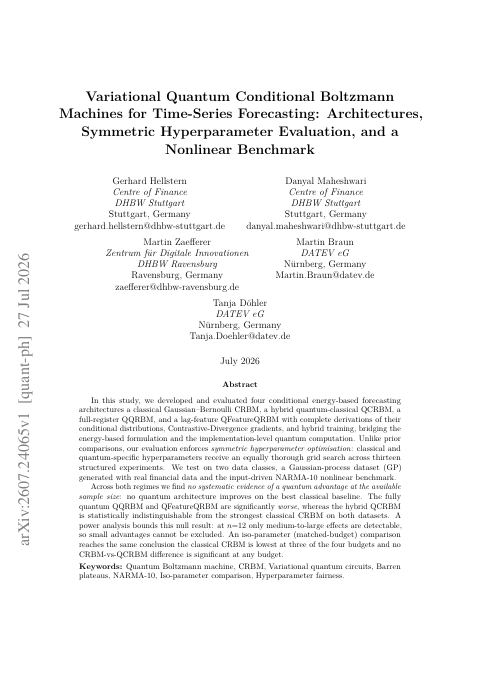 Variational Quantum Conditional Boltzmann
Machines for Time-Series Forecasting: Architectures,
Symmetric Hyperparameter Evaluation, and a
Nonlinear Benchmark
Gerhard Hellstern
Centre of Finance
DHBW Stuttgart
Stuttgart, Germany
gerhard.hellstern@dhbw-stuttgart.de
Danyal Maheshwari
Centre of Finance
DHBW Stuttgart
Stuttgart, Germany
danyal.maheshwari@dhbw-stuttgart.de
Martin Zaefferer
Zentrum für Digitale Innovationen
DHBW Ravensburg
Ravensburg, Germany
zaefferer@dhbw-ravensburg.de
Martin Braun
DATEV eG
Nürnberg, Germany
Martin.Braun@datev.de
Tanja Döhler
DATEV eG
Nürnberg, Germany
Tanja.Doehler@datev.de
July 2026
Abstract
In this study, we developed and evaluated four conditional energy-based forecasting
architectures a classical Gaussian–Bernoulli CRBM, a hybrid quantum-classical QCRBM, a
full-register QQRBM, and a lag-feature QFeatureQRBM with complete derivations of their
conditional distributions, Contrastive-Divergence gradients, and hybrid training, bridging the
energy-based formulation and the implementation-level quantum computation. Unlike prior
comparisons, our evaluation enforces symmetric hyperparameter optimisation: classical and
quantum-specific hyperparameters receive an equally thorough grid search across thirteen
structured experiments. We test on two data classes, a Gaussian-process dataset (GP)
generated with real financial data and the input-driven NARMA-10 nonlinear benchmark.
Across both regimes we find no systematic evidence of a quantum advantage at the available
sample size: no quantum architecture improves on the best classical baseline. The fully
quantum QQRBM and QFeatureQRBM are significantly worse, whereas the hybrid QCRBM
is statistically indistinguishable from the strongest classical CRBM on both datasets. A
power analysis bounds this null result: at n=12 only medium-to-large effects are detectable,
so small advantages cannot be excluded. An iso-parameter (matched-budget) comparison
reaches the same conclusion the classical CRBM is lowest at three of the four budgets and no
CRBM-vs-QCRBM difference is significant at any budget.
Keywords: Quantum Boltzmann machine, CRBM, Variational quantum circuits, Barren
plateaus, NARMA-10, Iso-parameter comparison, Hyperparameter fairness.
arXiv:2607.24065v1 [quant-ph] 27 Jul 2026